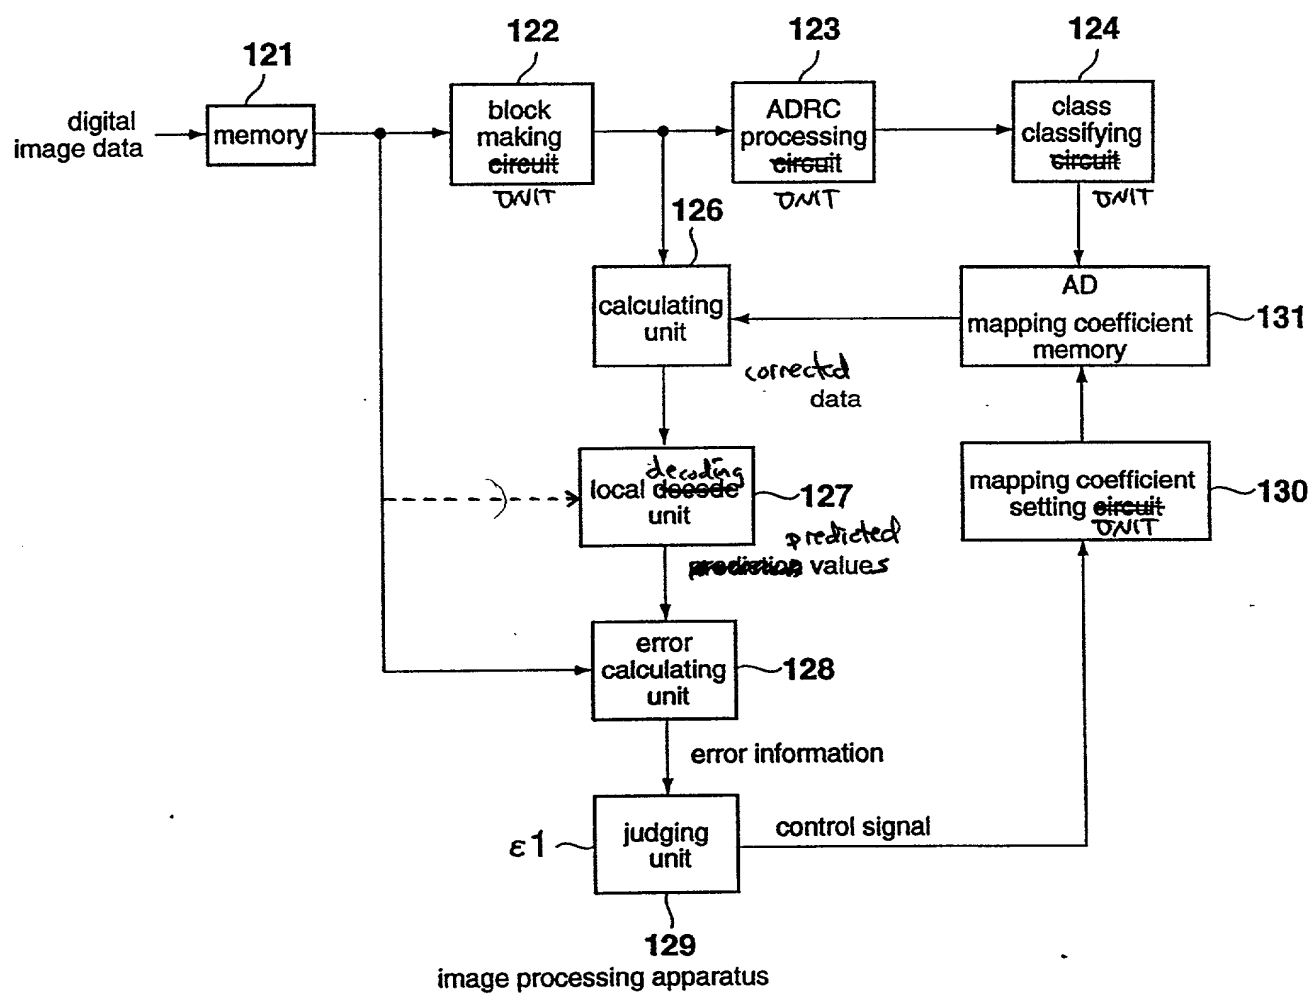 121
122
123
124
digital
image data
memory
block
making
circuit
UNIT
ADRC
processing
circuit
UNIT
class
classifying
circuit
UNIT
126
calculating
unit
AD
mapping coefficient
memory
131
corrected
data
decoding
local decode
unit
127
mapping coefficient
setting circuit
UNIT
130
predicted
prediction values
error
calculating
unit
128
error information
ε1
judging
unit
control signal
129
image processing apparatus